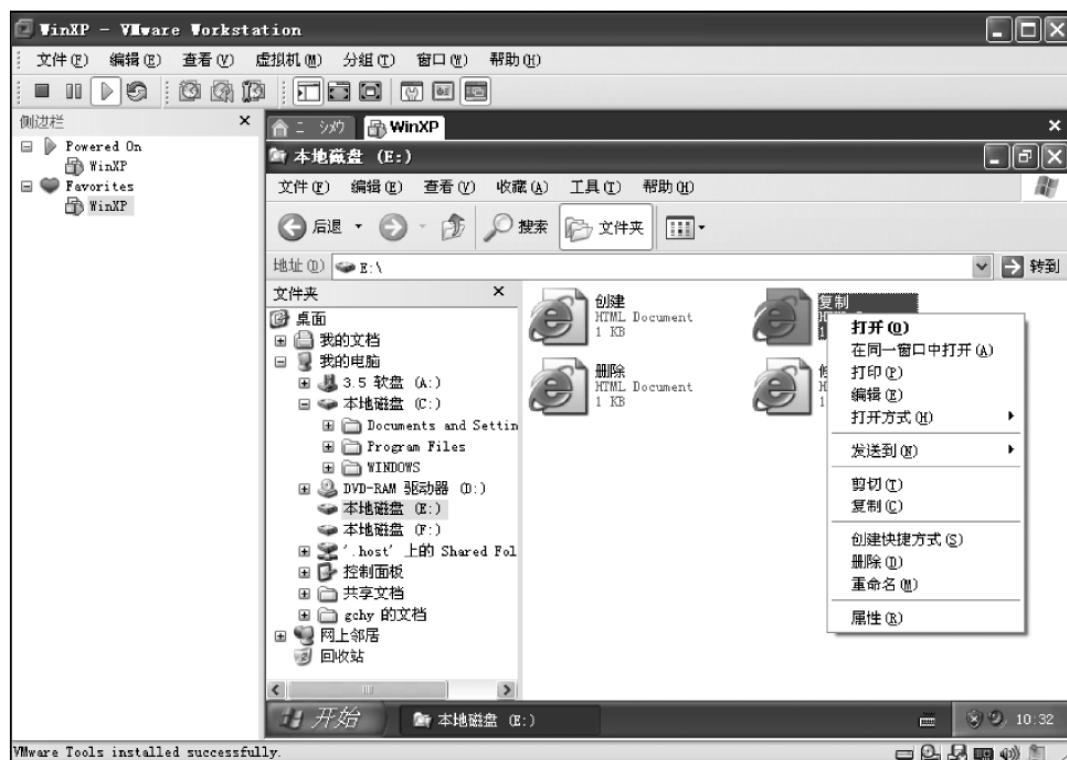 WinXP - VMware Workstation
文件(F) 编辑(E) 查看(V) 虚拟机(M) 分组(T) 窗口(W) 帮助(H)
侧边栏
Powered On
WinXP
Favorites
WinXP
WinXP
本地磁盘 (E:)
文件(F) 编辑(E) 查看(V) 收藏(A) 工具(T) 帮助(H)
后退 搜索 文件夹
地址(D) E:\ 转到
文件夹
桌面
我的文档
我的电脑
3.5 软盘 (A:)
本地磁盘 (C:)
Documents and Settin
Program Files
WINDOWS
DVD-RAM 驱动器 (D:)
本地磁盘 (E:)
本地磁盘 (F:)
'.host' 上的 Shared Fol
控制面板
共享文档
gchy 的文档
网上邻居
回收站
创建
HTML Document
1 KB
复制
删除
HTML Document
1 KB
打开(O)
在同一窗口中打开(A)
打印(P)
编辑(E)
打开方式(H)
发送到(N)
剪切(T)
复制(C)
创建快捷方式(S)
删除(D)
重命名(M)
属性(R)
开始 本地磁盘 (E:) 10:32
VMware Tools installed successfully.